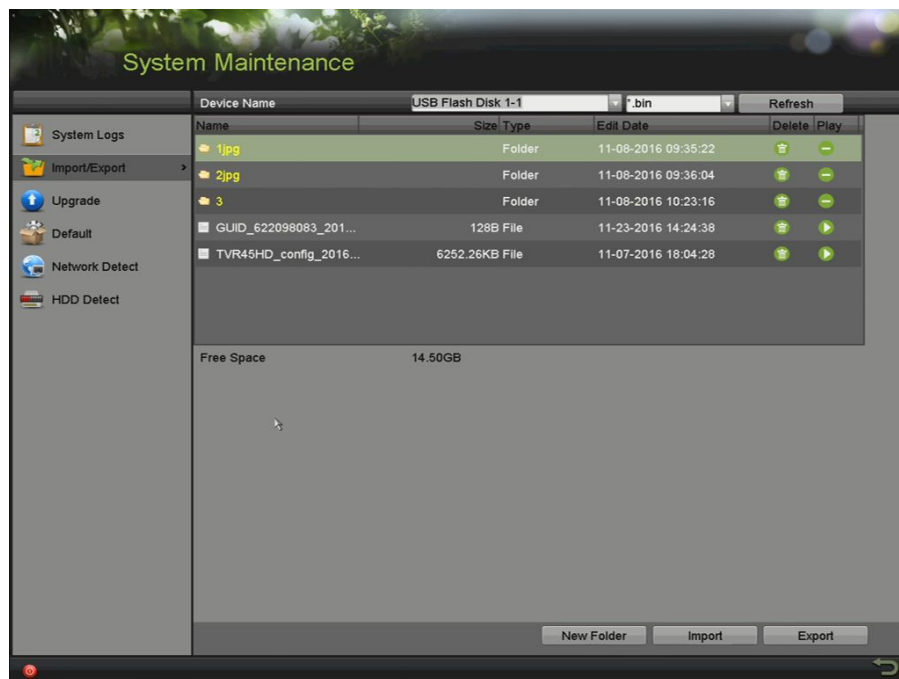 System Maintenance
Device Name USB Flash Disk 1-1 *.bin Refresh
Name Size Type Edit Date Delete Play
System Logs
Import/Export >
Upgrade
Default
Network Detect
HDD Detect
1jpg Folder 11-08-2016 09:35:22
2jpg Folder 11-08-2016 09:36:04
3 Folder 11-08-2016 10:23:16
GUID_622098083_201... 128B File 11-23-2016 14:24:38
TVR45HD_config_2016... 6252.26KB File 11-07-2016 18:04:28
Free Space 14.50GB
New Folder Import Export